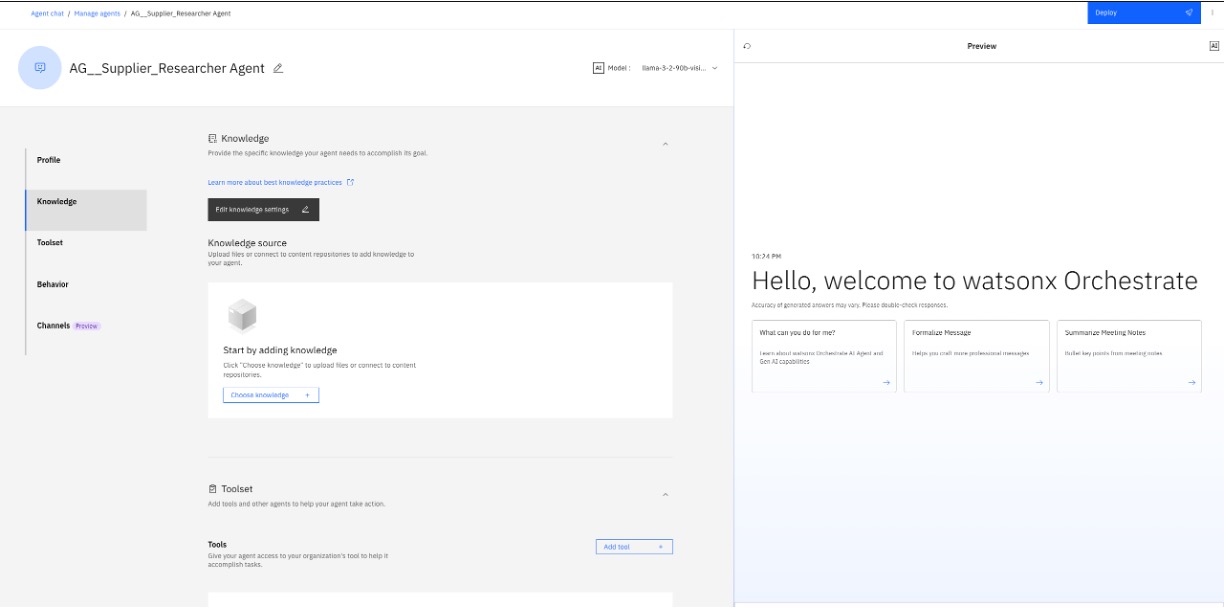 Agent chat / Manage agents / AG__Supplier_Researcher Agent
Deploy
AG__Supplier_Researcher Agent
AI Model : llama-3-2-90b-visi...
Preview
AI
Profile
Knowledge
Toolset
Behavior
Channels Preview
Knowledge
Provide the specific knowledge your agent needs to accomplish its goal.
Learn more about best knowledge practices
Edit knowledge settings
Knowledge source
Upload files or connect to content repositories to add knowledge to
your agent.
Start by adding knowledge
Click "Choose knowledge" to upload files or connect to content
repositories.
Choose knowledge +
Toolset
Add tools and other agents to help your agent take action.
Tools
Give your agent access to your organization's tool to help it
accomplish tasks.
Add tool +
10:24 PM
Hello, welcome to watsonx Orchestrate
Accuracy of generated answers may vary. Please double-check responses.
What can you do for me?
Learn about watsonx Orchestrate AI Agent and
Gen AI capabilities
Formalize Message
Helps you craft more professional messages
Summarize Meeting Notes
Bullet key points from meeting notes